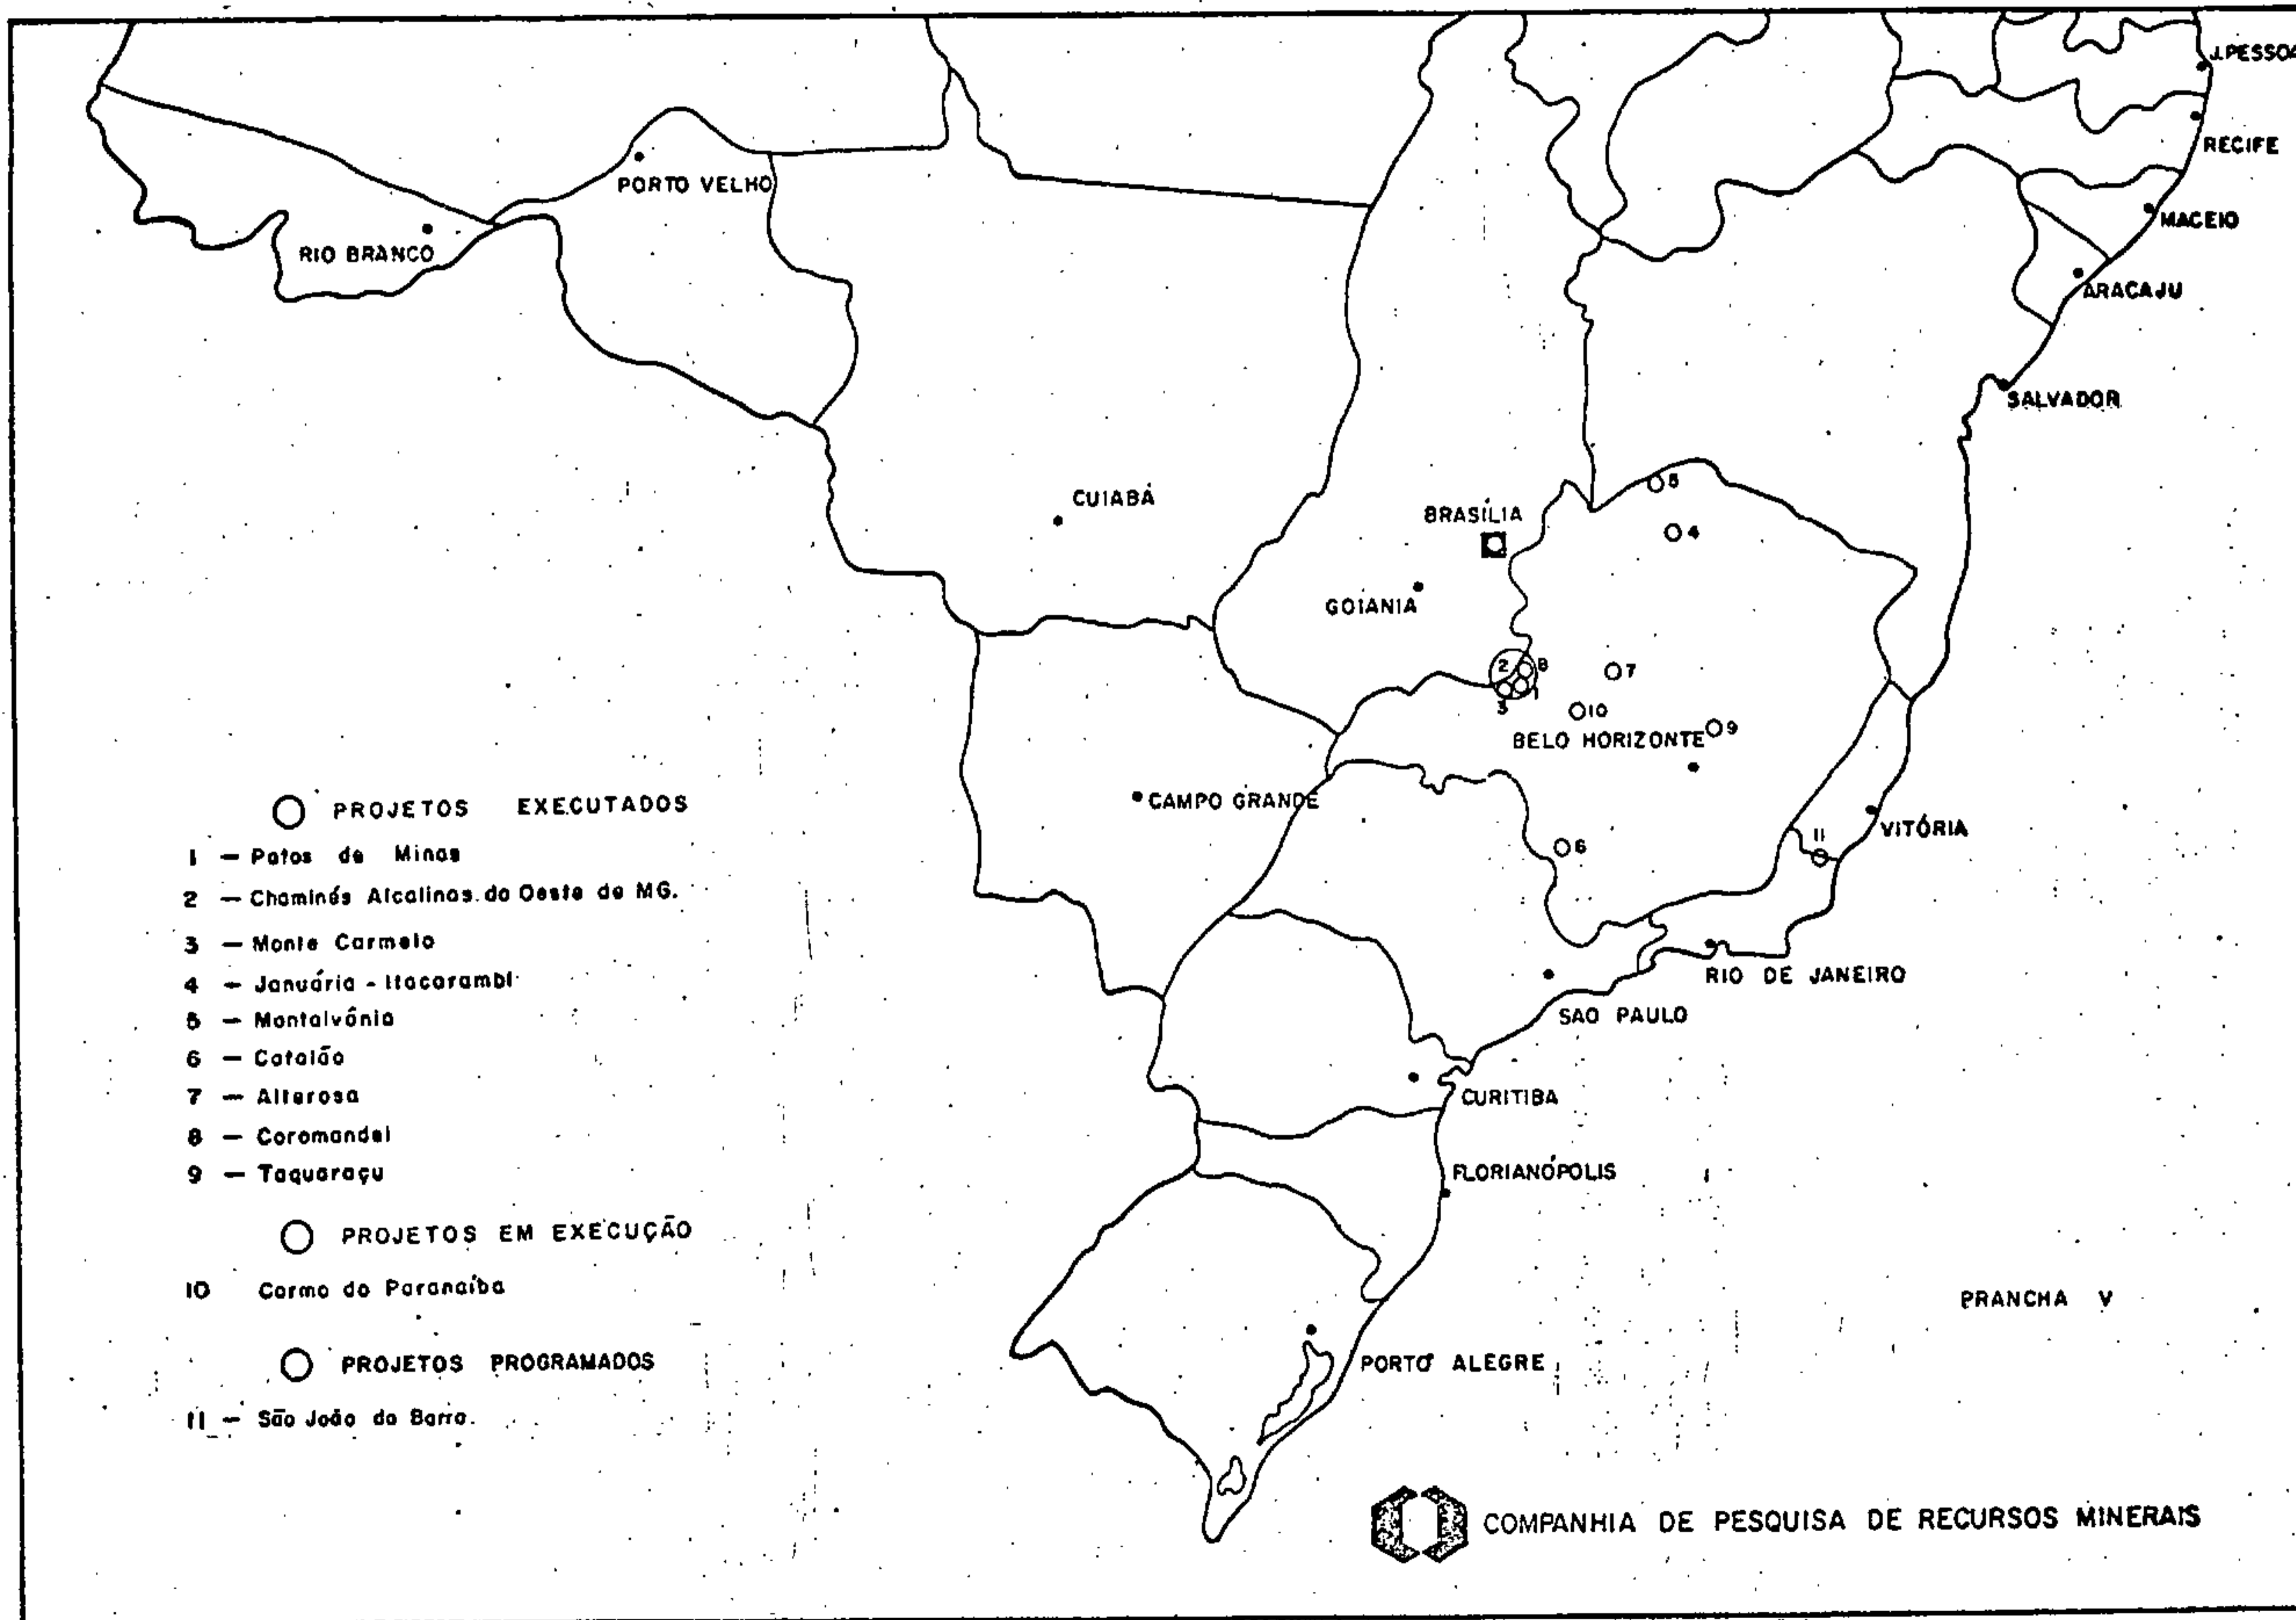 J.PESSOA
RECIFE
MACEIO
ARACAJU
SALVADOR
PORTO VELHO
RIO BRANCO
CUIABÁ
BRASÍLIA
GOIANIA
5
4
2 8
7
3 1
10
9
BELO HORIZONTE
CAMPO GRANDE
6
11
VITÓRIA
RIO DE JANEIRO
SAO PAULO
CURITIBA
FLORIANÓPOLIS
PORTO ALEGRE
PROJETOS EXECUTADOS
1 — Patos de Minas
2 — Chaminés Alcalinas do Oeste de MG.
3 — Monte Carmelo
4 — Januária - Itacarambi
5 — Montalvânia
6 — Catalão
7 — Alterosa
8 — Coromandel
9 — Taquaraçu
PROJETOS EM EXECUÇÃO
10 Carmo do Paranaíba
PROJETOS PROGRAMADOS
11 — São João da Barra.
PRANCHA V
COMPANHIA DE PESQUISA DE RECURSOS MINERAIS